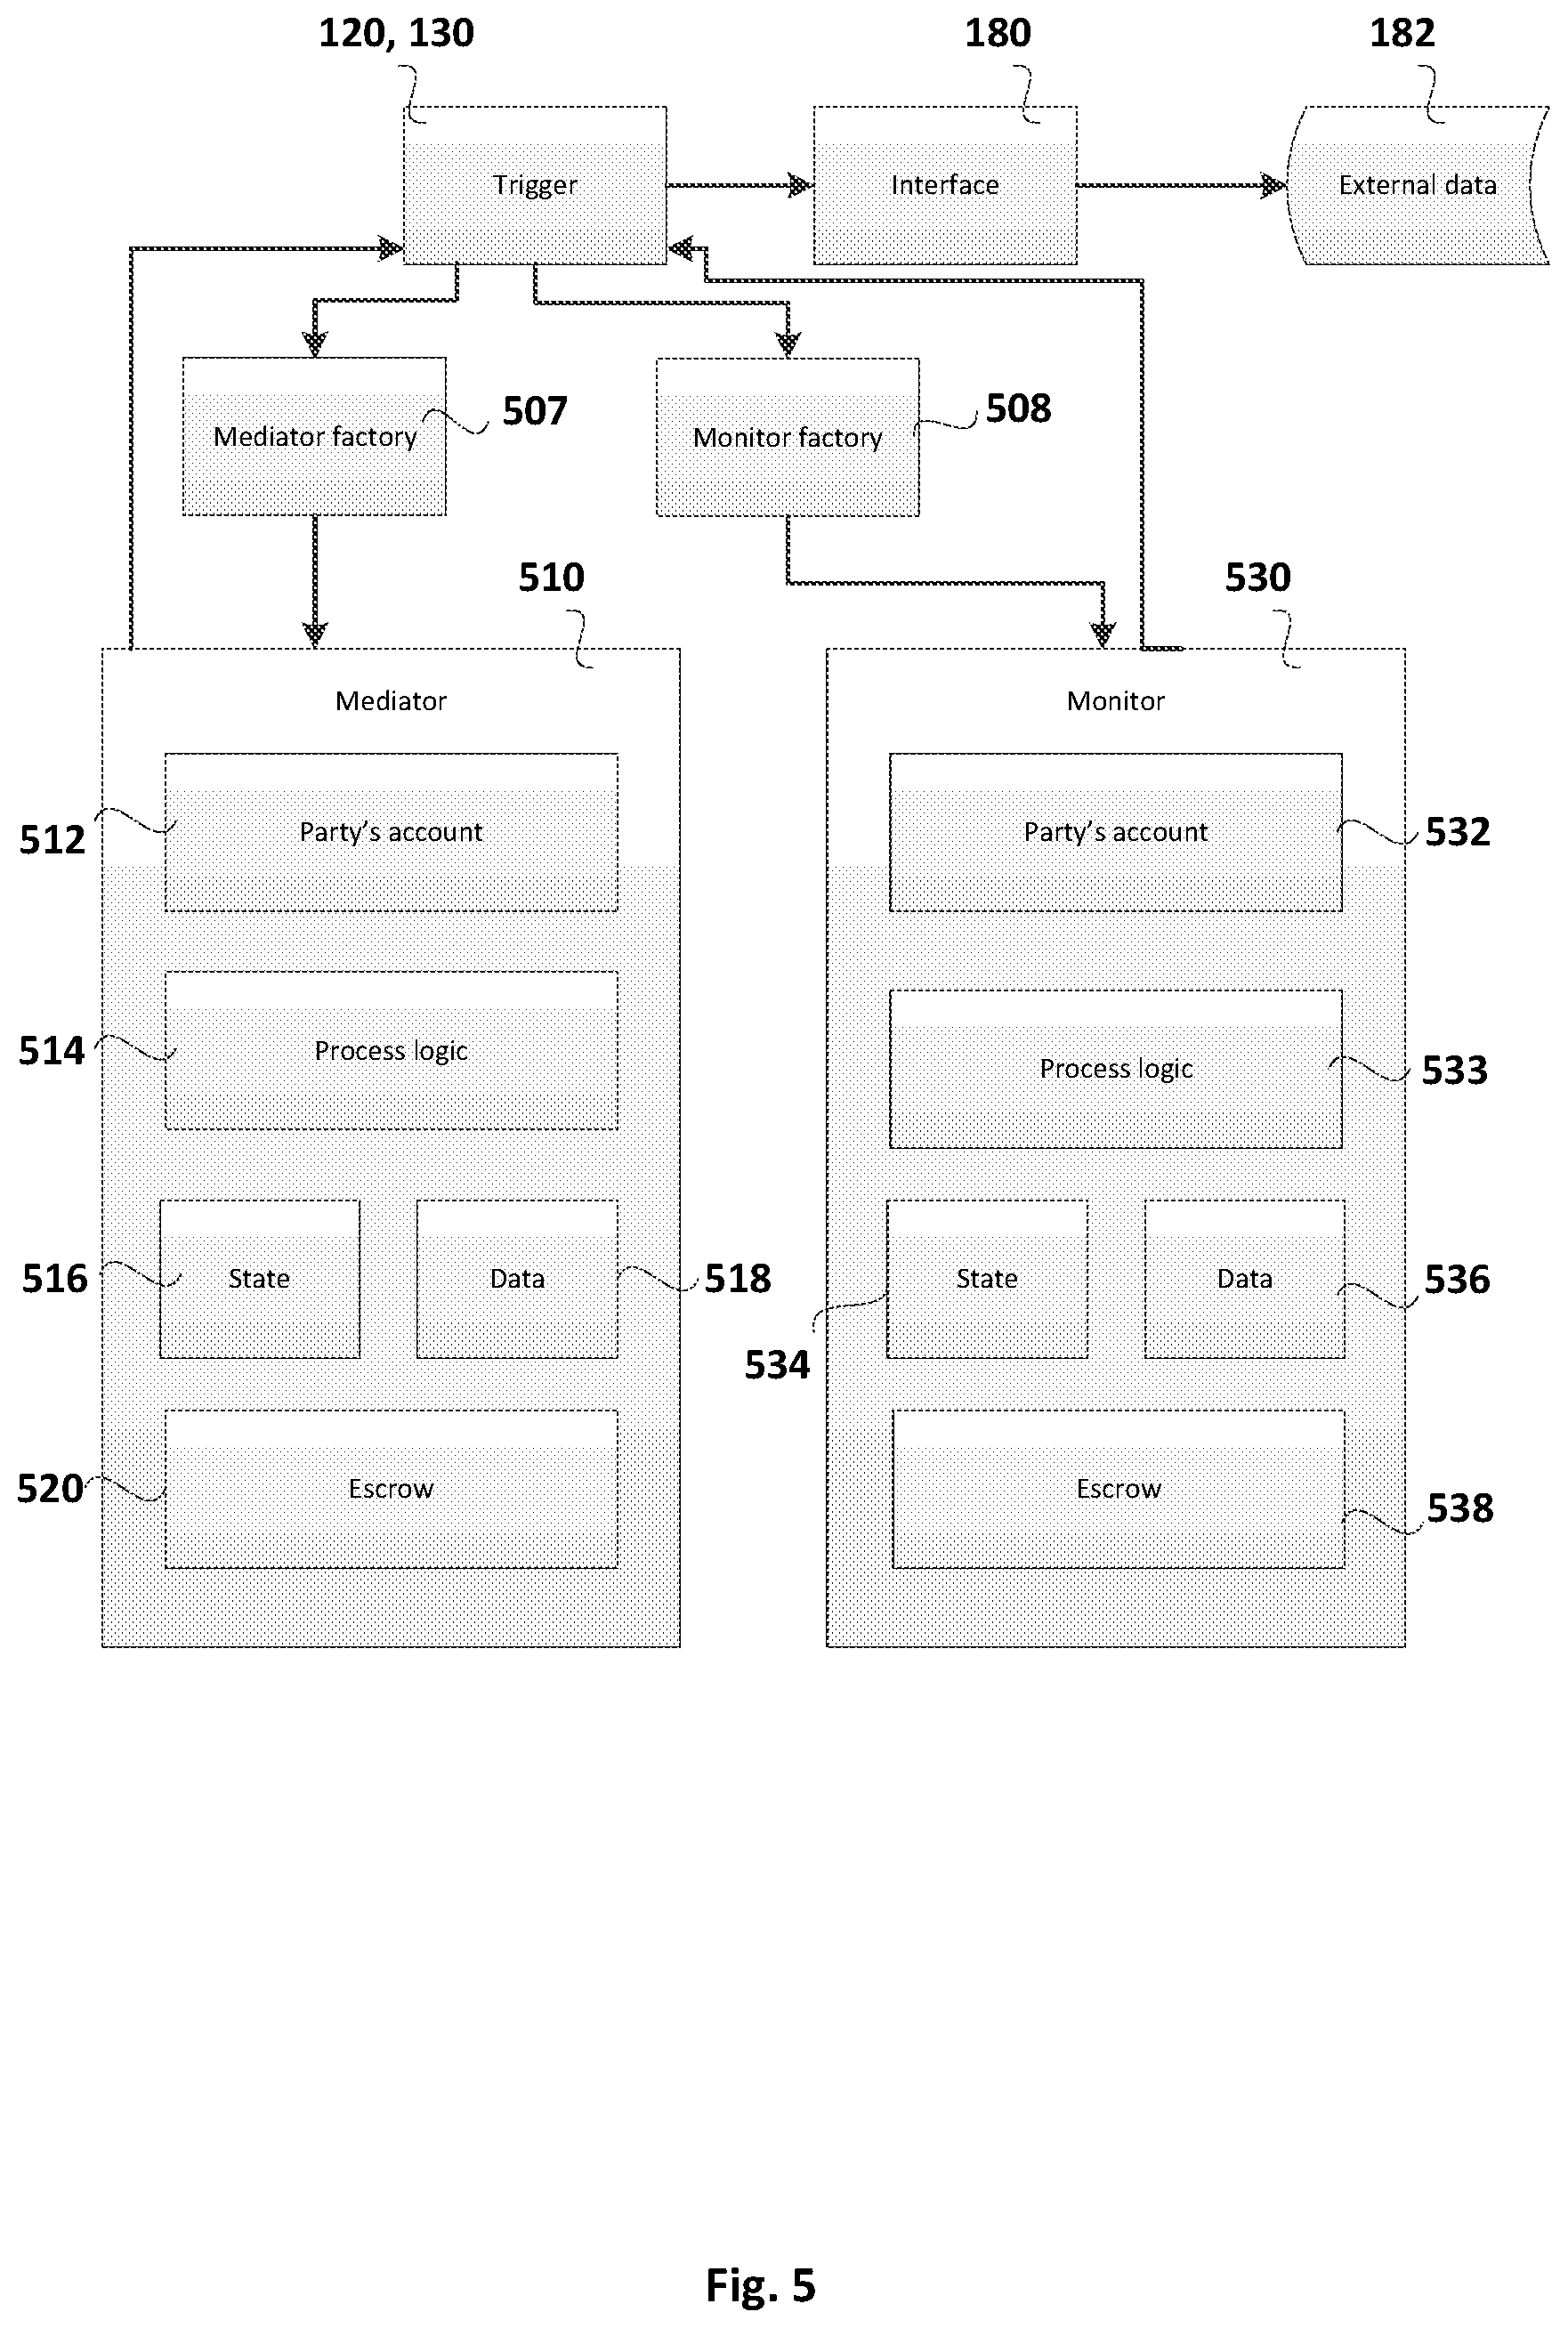 120, 130
180
182
Trigger
Interface
External data
Mediator factory
507
Monitor factory
508
510
530
Mediator
Monitor
512
Party's account
Party's account
532
514
Process logic
Process logic
533
516
State
Data
518
534
State
Data
536
520
Escrow
Escrow
538
Fig. 5